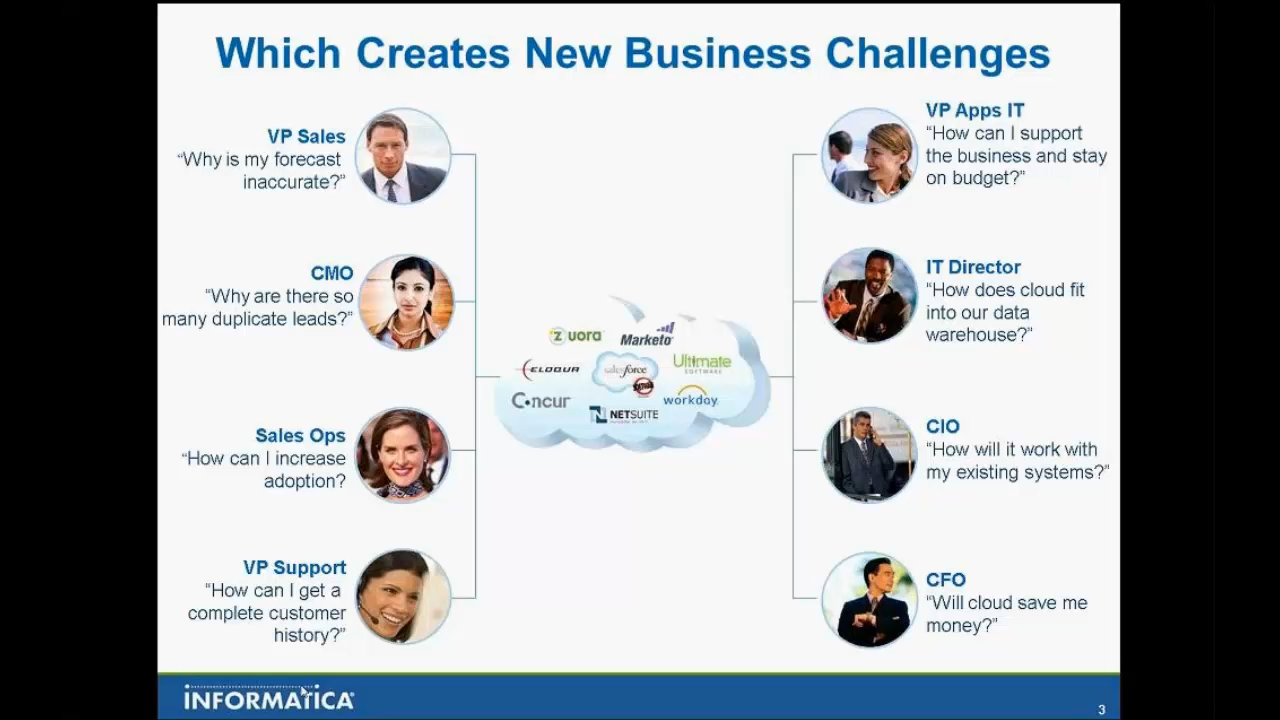 Which Creates New Business Challenges
VP Sales
“Why is my forecast
inaccurate?”
CMO
“Why are there so
many duplicate leads?”
Sales Ops
“How can I increase
adoption?
VP Support
“How can I get a
complete customer
history?”
zuora
Marketo
ELOQUA
salesforce
Ultimate
SOFTWARE
Concur
workday.
NETSUITE
VP Apps IT
“How can I support
the business and stay
on budget?”
IT Director
“How does cloud fit
into our data
warehouse?”
CIO
“How will it work with
my existing systems?”
CFO
“Will cloud save me
money?”
INFORMATICA
3